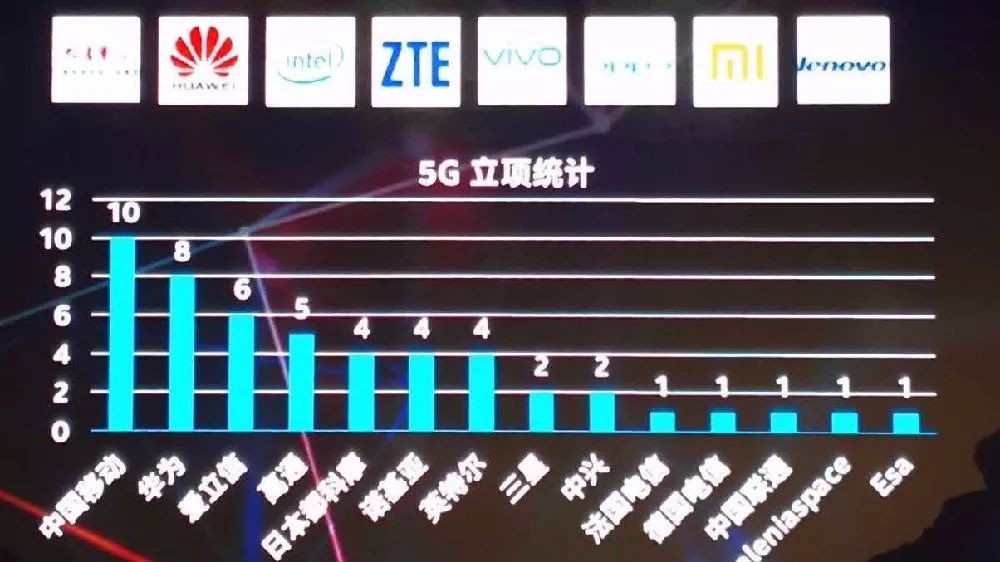 HUAWEI
intel
ZTE
vivo
oppo
mi
lenovo
5G 立项统计
12
10
8
6
4
2
0
10
8
6
5
4
4
4
2
2
1
1
1
1
1
中国移动
华为
爱立信
高通
日本都科摩
诺基亚
英特尔
三星
中兴
法国电信
德国电信
中国联通
aleniaspace
Esa